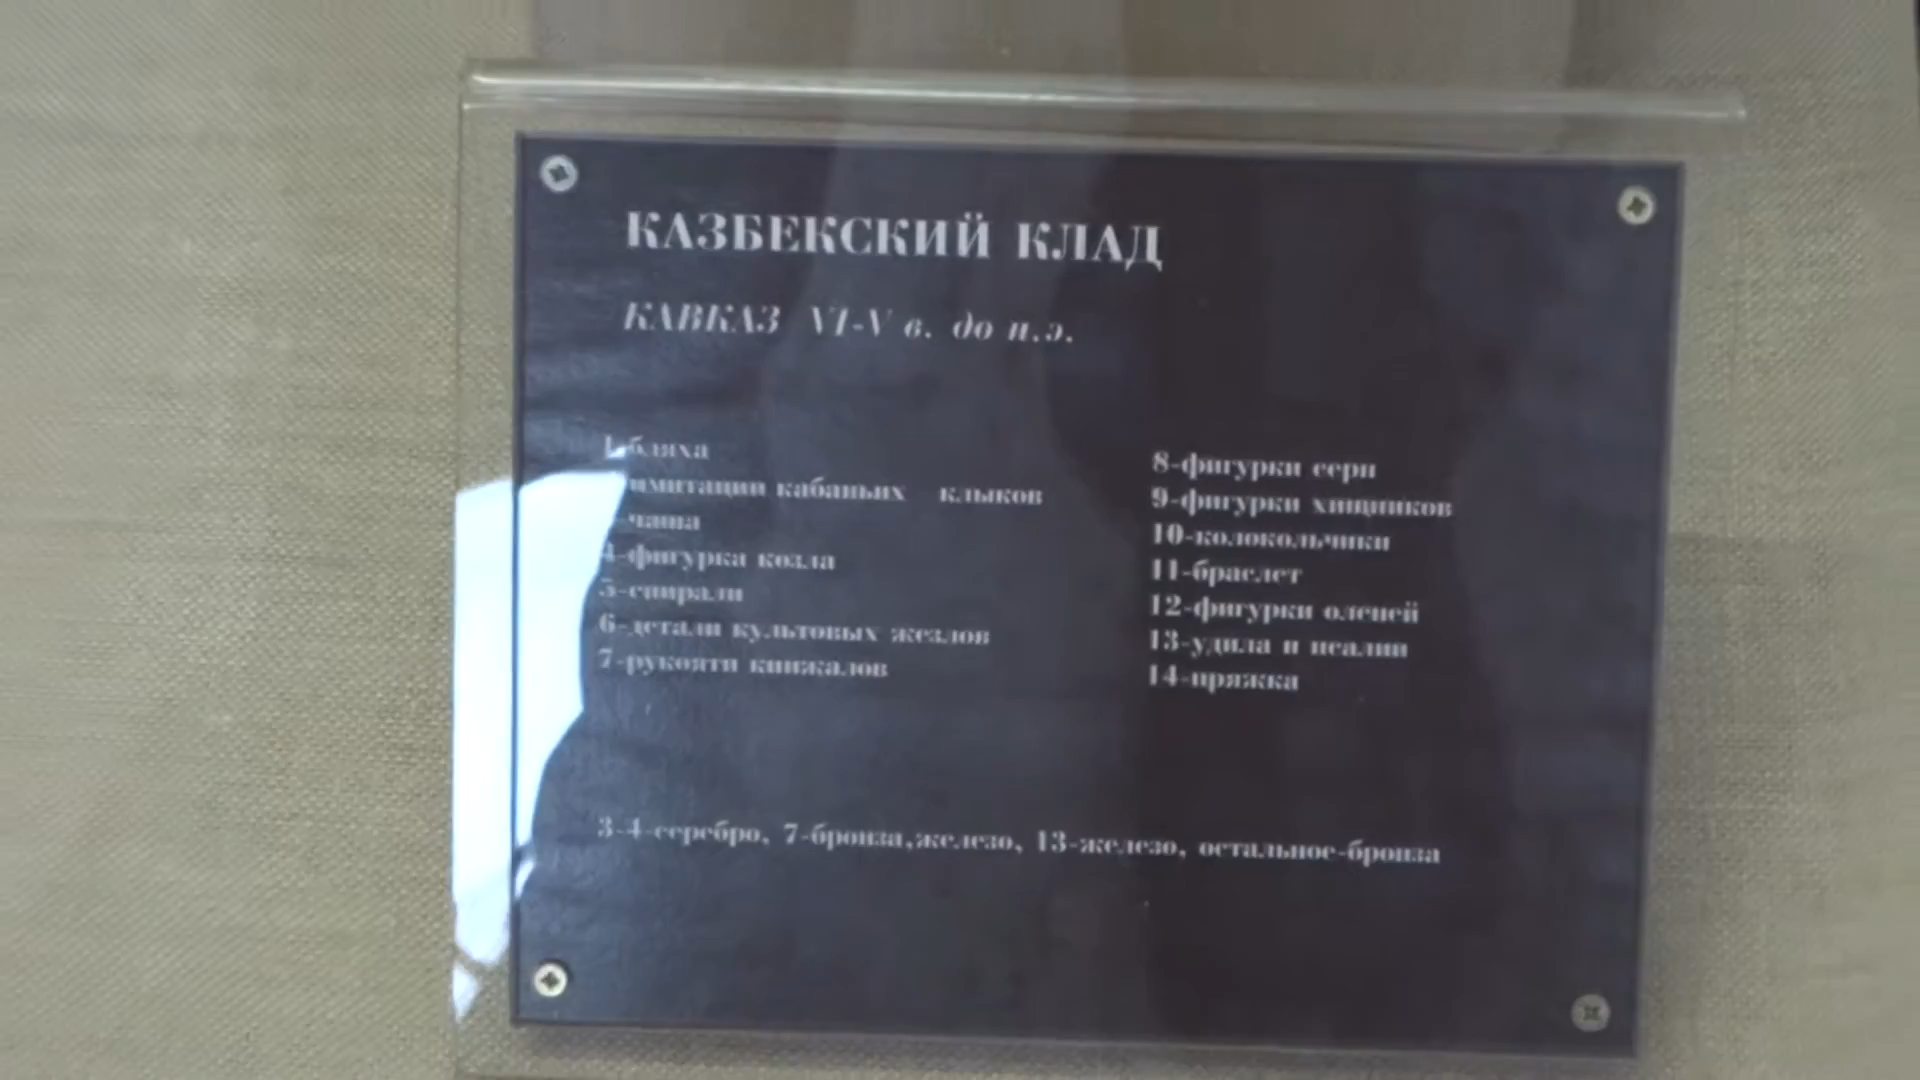 КАЗБЕКСКИЙ КЛАД
КАВКАЗ VI-V в. до н.э.
1-бляха
имитации кабаньих клыков
-чаша
4-фигурка козла
5-спирали
6-детали культовых жезлов
7-рукояти кинжалов
8-фигурки серн
9-фигурки хищников
10-колокольчики
11-браслет
12-фигурки оленей
13-удила и псалии
14-пряжка
3-4-серебро, 7-бронза,железо, 13-железо, остальное-бронза